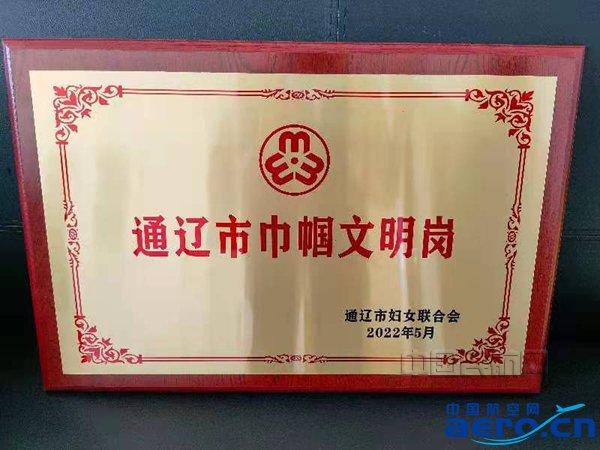 通辽市巾帼文明岗
通辽市妇女联合会
2022年5月
中国航空网
aero.cn